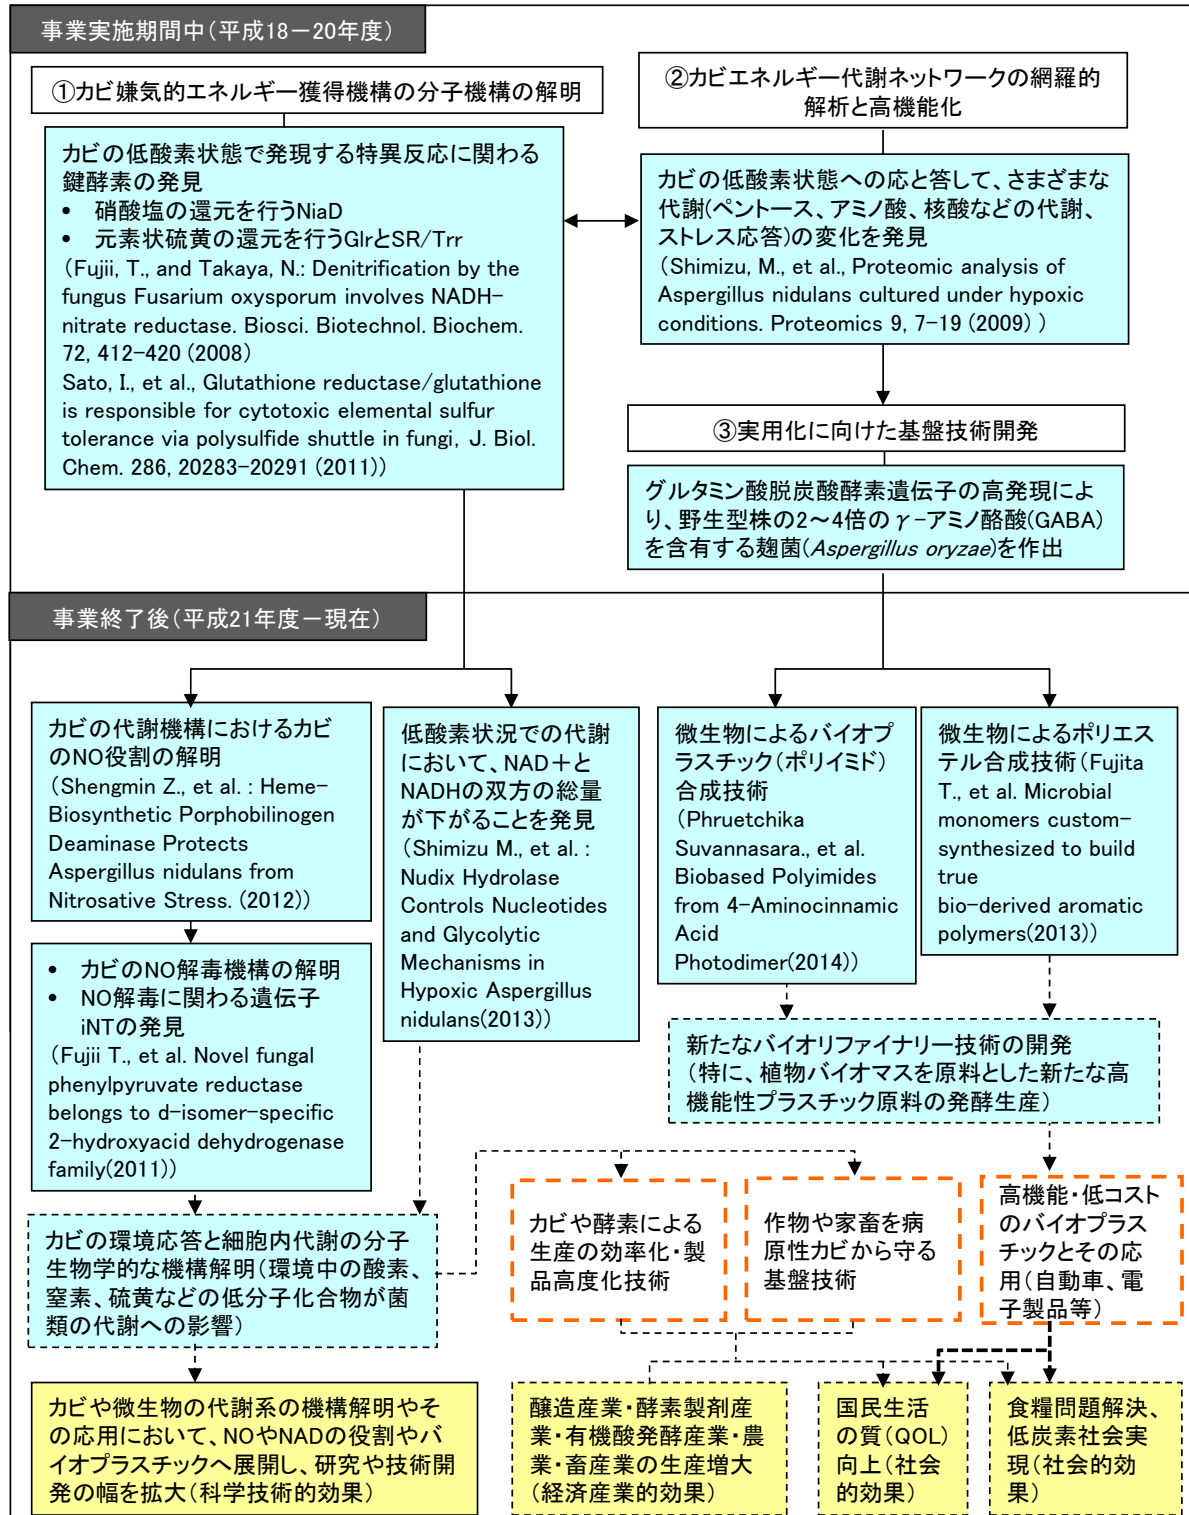 事業実施期間中(平成18－20年度)
①カビ嫌気的エネルギー獲得機構の分子機構の解明
カビの低酸素状態で発現する特異反応に関わる
鍵酵素の発見
• 硝酸塩の還元を行うNiaD
• 元素状硫黄の還元を行うGlrとSR/Trr
(Fujii, T., and Takaya, N.: Denitrification by the
fungus Fusarium oxysporum involves NADH-
nitrate reductase. Biosci. Biotechnol. Biochem.
72, 412-420 (2008)
Sato, I., et al., Glutathione reductase/glutathione
is responsible for cytotoxic elemental sulfur
tolerance via polysulfide shuttle in fungi, J. Biol.
Chem. 286, 20283-20291 (2011))
②カビエネルギー代謝ネットワークの網羅的
解析と高機能化
カビの低酸素状態への応と答して、さまざまな
代謝(ペントース、アミノ酸、核酸などの代謝、
ストレス応答)の変化を発見
(Shimizu, M., et al., Proteomic analysis of
Aspergillus nidulans cultured under hypoxic
conditions. Proteomics 9, 7-19 (2009) )
③実用化に向けた基盤技術開発
グルタミン酸脱炭酸酵素遺伝子の高発現によ
り、野生型株の2～4倍のγ-アミノ酪酸(GABA)
を含有する麹菌(Aspergillus oryzae)を作出
事業終了後(平成21年度－現在)
カビの代謝機構におけるカビ
のNO役割の解明
(Shengmin Z., et al. : Heme-
Biosynthetic Porphobilinogen
Deaminase Protects
Aspergillus nidulans from
Nitrosative Stress. (2012))
• カビのNO解毒機構の解明
• NO解毒に関わる遺伝子
iNTの発見
(Fujii T., et al. Novel fungal
phenylpyruvate reductase
belongs to d-isomer-specific
2-hydroxyacid dehydrogenase
family(2011))
低酸素状況での代謝
において、NAD＋と
NADHの双方の総量
が下がることを発見
(Shimizu M., et al. :
Nudix Hydrolase
Controls Nucleotides
and Glycolytic
Mechanisms in
Hypoxic Aspergillus
nidulans(2013))
微生物によるバイオプ
ラスチック(ポリイミド)
合成技術
(Phruetchika
Suvannasara., et al.
Biobased Polyimides
from 4-Aminocinnamic
Acid
Photodimer(2014))
微生物によるポリエス
テル合成技術(Fujita
T., et al. Microbial
monomers custom-
synthesized to build
true
bio-derived aromatic
polymers(2013))
新たなバイオリファイナリー技術の開発
(特に、植物バイオマスを原料とした新たな高
機能性プラスチック原料の発酵生産)
カビの環境応答と細胞内代謝の分子
生物学的な機構解明(環境中の酸素、
窒素、硫黄などの低分子化合物が菌
類の代謝への影響)
カビや酵素による
生産の効率化・製
品高度化技術
作物や家畜を病
原性カビから守る
基盤技術
高機能・低コスト
のバイオプラス
チックとその応
用(自動車、電
子製品等)
カビや微生物の代謝系の機構解明やそ
の応用において、NOやNADの役割やバ
イオプラスチックへ展開し、研究や技術開
発の幅を拡大(科学技術的効果)
醸造産業・酵素製剤産
業・有機酸発酵産業・農
業・畜産業の生産増大
(経済産業的効果)
国民生活
の質(QOL)
向上(社会
的効果)
食糧問題解決、
低炭素社会実
現(社会的効
果)